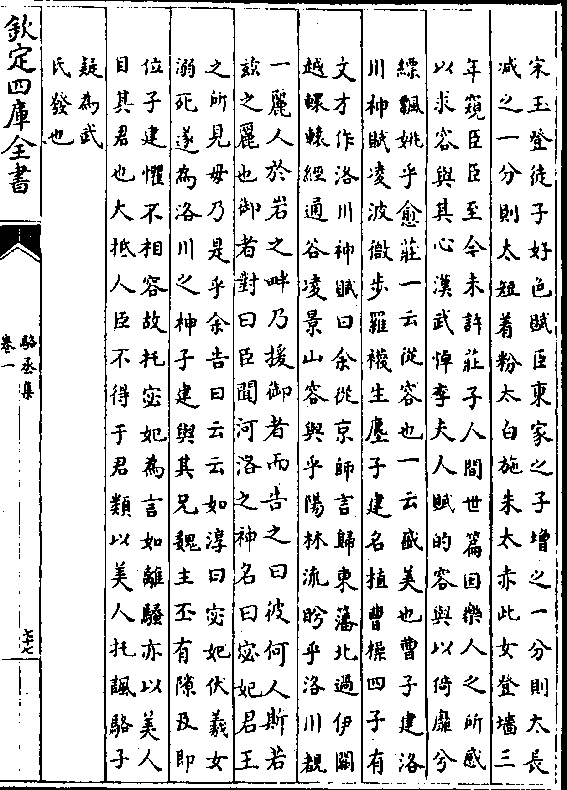 宋玉登徒子好色賦臣東家之子增之一分則太長
减之一分則太短着粉太白施朱太赤此女登墻三
年窺臣臣至今未許莊子人間世篇因樂人之所感
以求容與其心漢武悼李夫人賦的容與以倚靡兮
縹飄姚乎愈莊一云從容也一云盛美也曹子建洛
川神賦凌波微步羅襪生塵子建名植曹操四子有
文才作洛川神賦曰余從京師言歸東藩北過伊闕
越轘轅經通谷凌景山容與乎陽林流眄乎洛川覩
一麗人於岩之畔乃援御者而告之曰彼何人斯若
兹之麗也御者對曰臣聞河洛之神名曰宓妃君王
之所見毋乃是乎余告曰云云如淳曰宓妃伏羲女
溺死遂為洛川之神子建與其兄魏主丕有隙及即
位子建懼不相容故托宓妃為言如離騷亦以美人
目其君也大抵人臣不得于君類以美人托諷駱子
疑為武
氏發也
欽定四庫全書
駱丞集
卷一